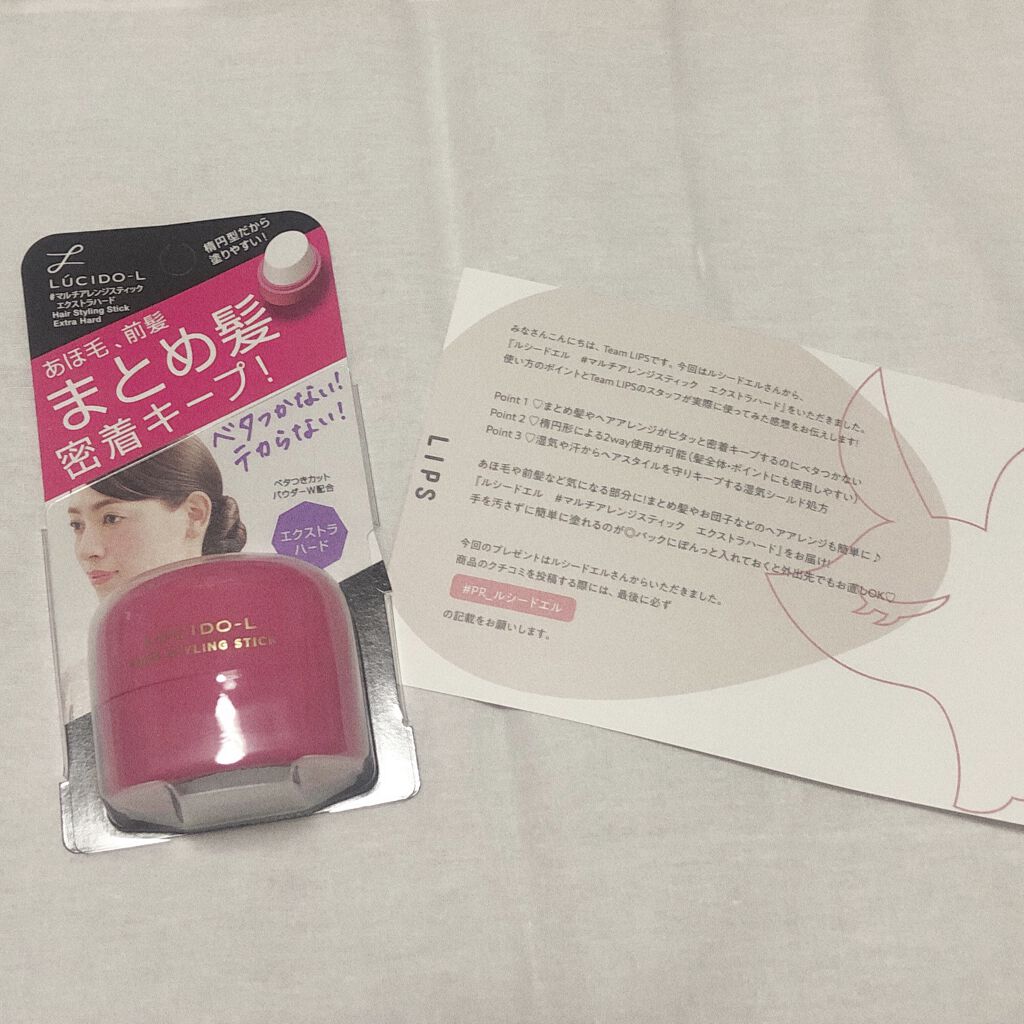 LÚCIDO-L
#マルチアレンジスティック
エクストラハード
Hair Styling Stick
Extra Hard
楕円型だから
塗りやすい!
あほ毛、前髪
まとめ髪
密着キープ!
ベタつかない!
テカらない!
ベタつきカット
パウダーW配合
エクストラ
ハード
LÚCIDO-L
HAIR STYLING STICK
LIPS
みなさんこんにちは、Team LIPSです。今回はルシードエルさんから、
『ルシードエル #マルチアレンジスティック エクストラハード』をいただきました。
使い方のポイントとTeam LIPSのスタッフが実際に使ってみた感想をお伝えします!
Point 1 ♡まとめ髪やヘアアレンジがピタッと密着キープするのにベタつかない
Point 2 ♡楕円形による2way使用が可能(髪全体・ポイントにも使用しやすい)
Point 3 ♡湿気や汗からヘアスタイルを守りキープする湿気シールド処方
あほ毛や前髪など気になる部分に!まとめ髪やお団子などのヘアアレンジも簡単に♪
『ルシードエル #マルチアレンジスティック エクストラハード』をお届け!
手を汚さずに簡単に塗れるのが◎バックにぽんっと入れておくと外出先でもお直しOK♡
今回のプレゼントはルシードエルさんからいただきました。
商品のクチコミを投稿する際には、最後に必ず
#PR_ルシードエル
の記載をお願いします。